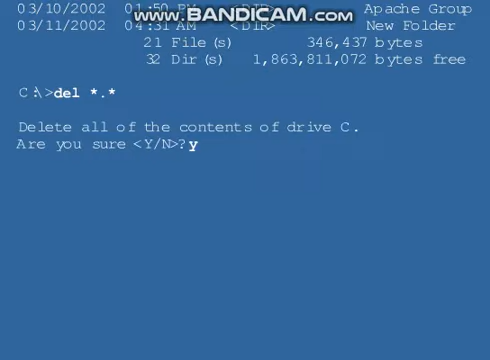 www.BANDICAM.com
03/10/2002 01:50 PM <DIR> Apache Group
03/11/2002 04:31 AM <DIR> New Folder
21 File(s) 346,437 bytes
32 Dir(s) 1,863,811,072 bytes free
C:\>del *.*
Delete all of the contents of drive C.
Are you sure <Y/N>?y